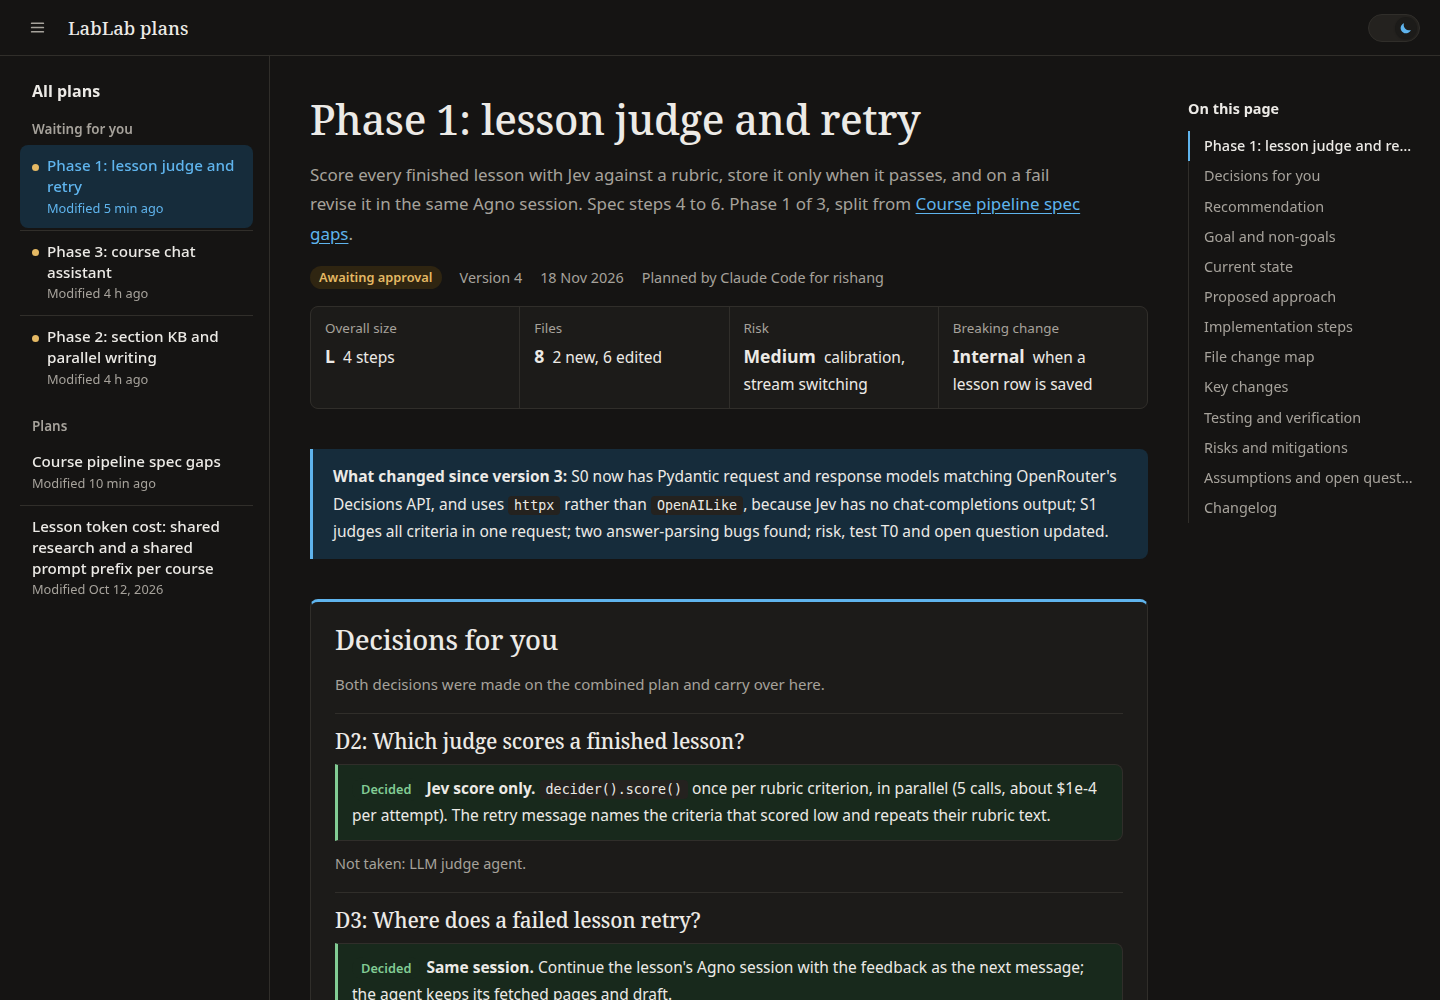 LabLab plans
All plans
Waiting for you
Phase 1: lesson judge and
retry
Modified 5 min ago
Phase 3: course chat
assistant
Modified 4 h ago
Phase 2: section KB and
parallel writing
Modified 4 h ago
Plans
Course pipeline spec gaps
Modified 10 min ago
Lesson token cost: shared
research and a shared
prompt prefix per course
Modified Oct 12, 2026
Phase 1: lesson judge and retry
Score every finished lesson with Jev against a rubric, store it only when it passes, and on a fail
revise it in the same Agno session. Spec steps 4 to 6. Phase 1 of 3, split from Course pipeline spec
gaps.
Awaiting approval Version 4 18 Nov 2026 Planned by Claude Code for rishang
Overall size
L 4 steps
Files
8 2 new, 6 edited
Risk
Medium calibration,
stream switching
Breaking change
Internal when a
lesson row is saved
What changed since version 3: S0 now has Pydantic request and response models matching OpenRouter's
Decisions API, and uses httpx rather than OpenAILike, because Jev has no chat-completions output; S1
judges all criteria in one request; two answer-parsing bugs found; risk, test T0 and open question updated.
Decisions for you
Both decisions were made on the combined plan and carry over here.
D2: Which judge scores a finished lesson?
Decided Jev score only. decider().score() once per rubric criterion, in parallel (5 calls, about $1e-4
per attempt). The retry message names the criteria that scored low and repeats their rubric text.
Not taken: LLM judge agent.
D3: Where does a failed lesson retry?
Decided Same session. Continue the lesson's Agno session with the feedback as the next message;
the agent keeps its fetched pages and draft.
On this page
Phase 1: lesson judge and re...
Decisions for you
Recommendation
Goal and non-goals
Current state
Proposed approach
Implementation steps
File change map
Key changes
Testing and verification
Risks and mitigations
Assumptions and open quest...
Changelog